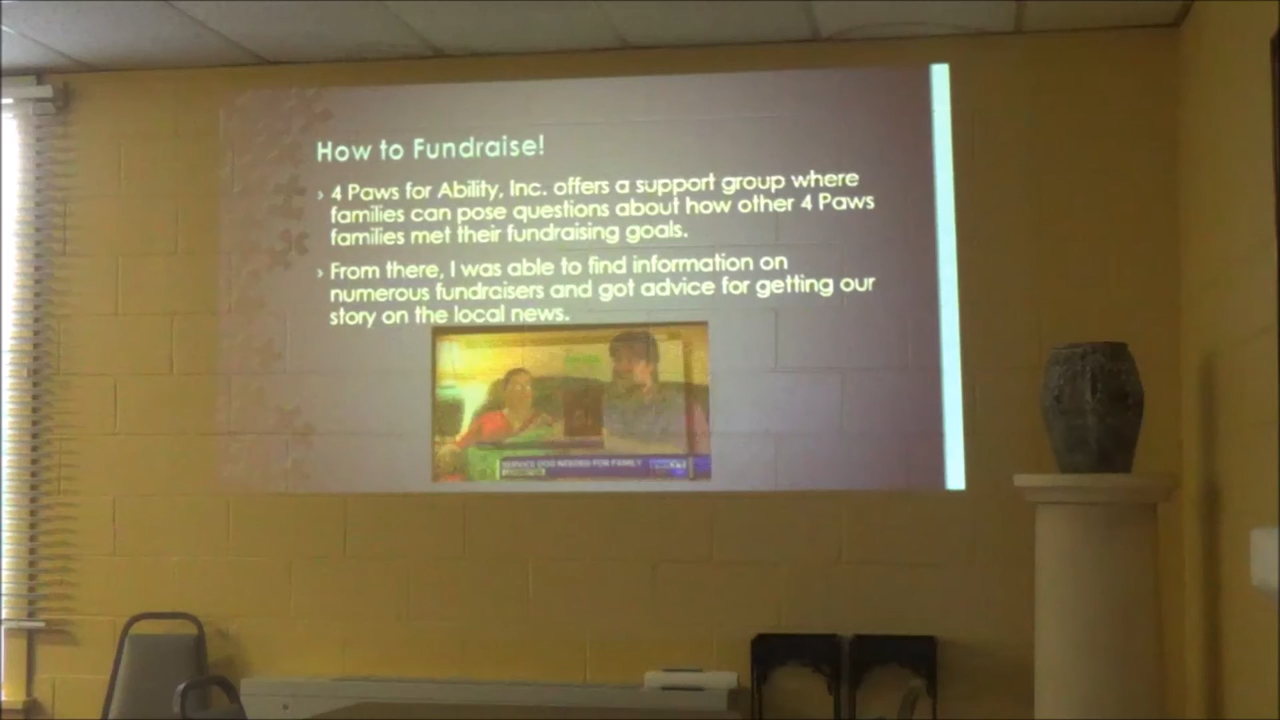 How to Fundraise!
› 4 Paws for Ability, Inc. offers a support group where
families can pose questions about how other 4 Paws
families met their fundraising goals.
› From there, I was able to find information on
numerous fundraisers and got advice for getting our
story on the local news.
SERVICE DOG NEEDED FOR FAMILY